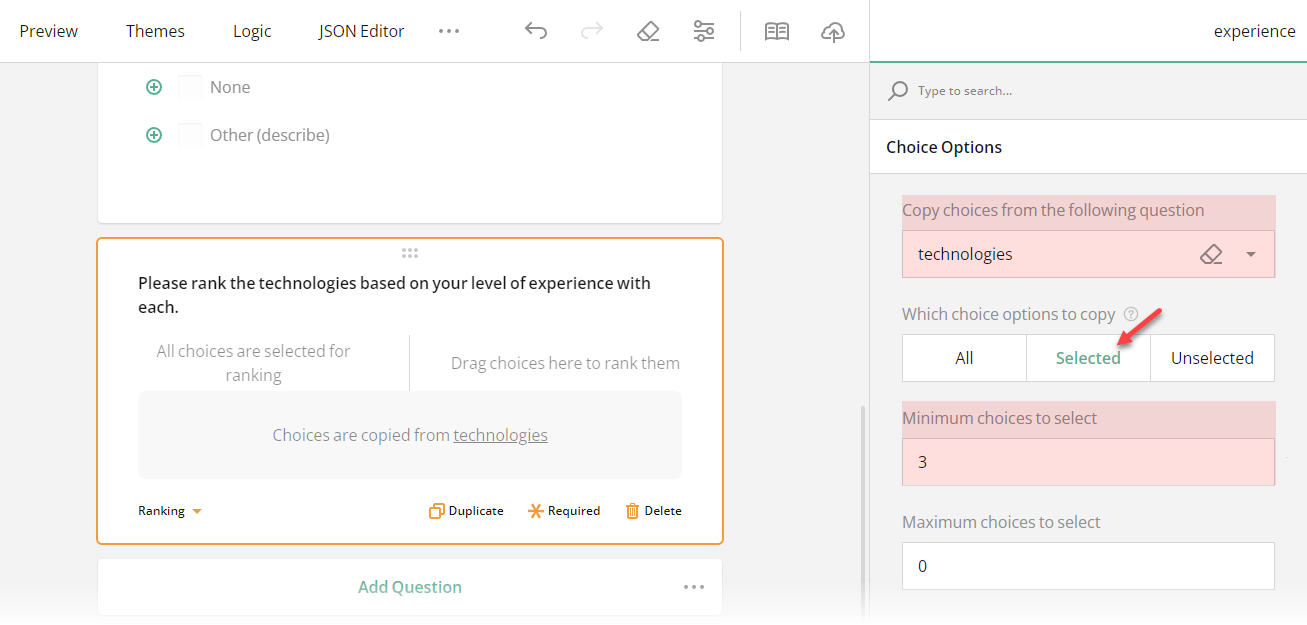 Preview Themes Logic JSON Editor
experience
None
Other (describe)
Please rank the technologies based on your level of experience with
each.
All choices are selected for
ranking
Drag choices here to rank them
Choices are copied from technologies
Ranking Duplicate Required Delete
Add Question
Type to search...
Choice Options
Copy choices from the following question
technologies
Which choice options to copy ?
All Selected Unselected
Minimum choices to select
3
Maximum choices to select
0